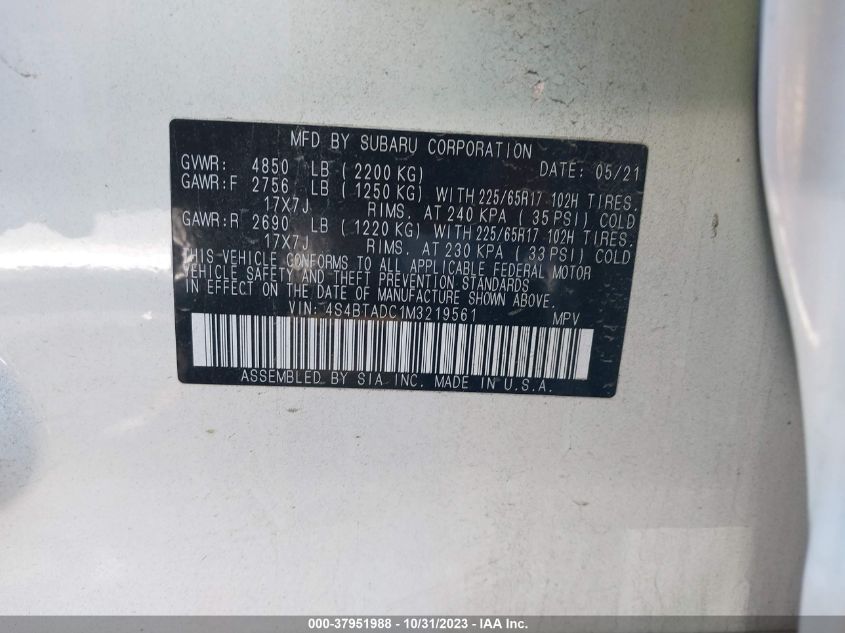 MFD BY SUBARU CORPORATION
GVWR: 4850 LB ( 2200 KG) DATE: 05/21
GAWR:F 2756 LB ( 1250 KG) WITH 225/65R17 102H TIRES.
17X7J RIMS. AT 240 KPA ( 35 PSI) COLD
GAWR:R 2690 LB ( 1220 KG) WITH 225/65R17 102H TIRES.
17X7J RIMS. AT 230 KPA ( 33 PSI) COLD
THIS VEHICLE CONFORMS TO ALL APPLICABLE FEDERAL MOTOR
VEHICLE SAFETY AND THEFT PREVENTION STANDARDS
IN EFFECT ON THE DATE OF MANUFACTURE SHOWN ABOVE.
VIN: 4S4BTADC1M3219561 MPV
ASSEMBLED BY SIA INC. MADE IN U.S.A.
000-37951988 - 10/31/2023 - IAA Inc.